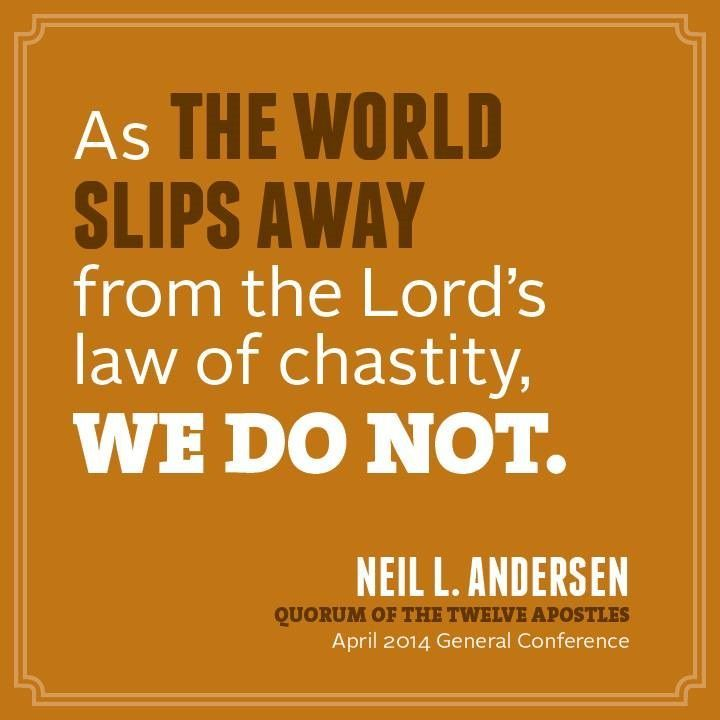 As THE WORLD
SLIPS AWAY
from the Lord’s
law of chastity,
WE DO NOT.
NEIL L. ANDERSEN
QUORUM OF THE TWELVE APOSTLES
April 2014 General Conference